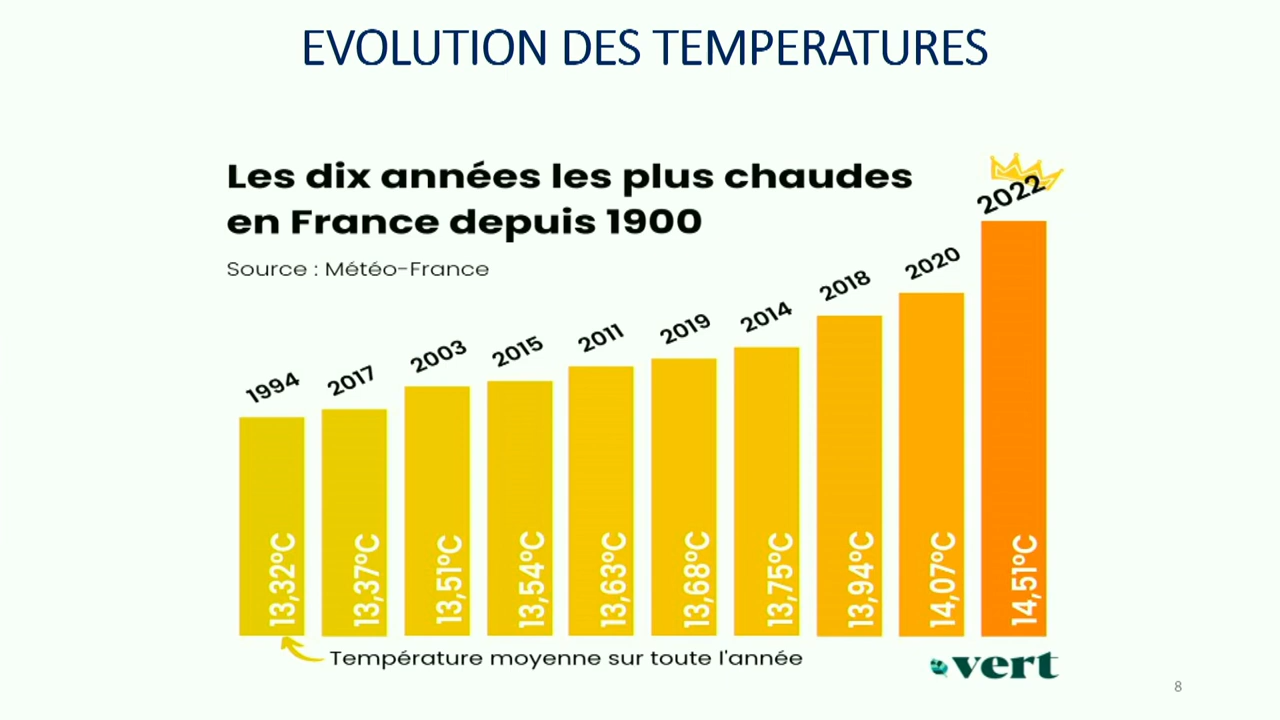 EVOLUTION DES TEMPERATURES
Les dix années les plus chaudes
en France depuis 1900
Source : Météo-France
1994
2017
2003
2015
2011
2019
2014
2018
2020
2022
13,32°C
13,37°C
13,51°C
13,54°C
13,63°C
13,68°C
13,75°C
13,94°C
14,07°C
14,51°C
Température moyenne sur toute l'année
vert
8